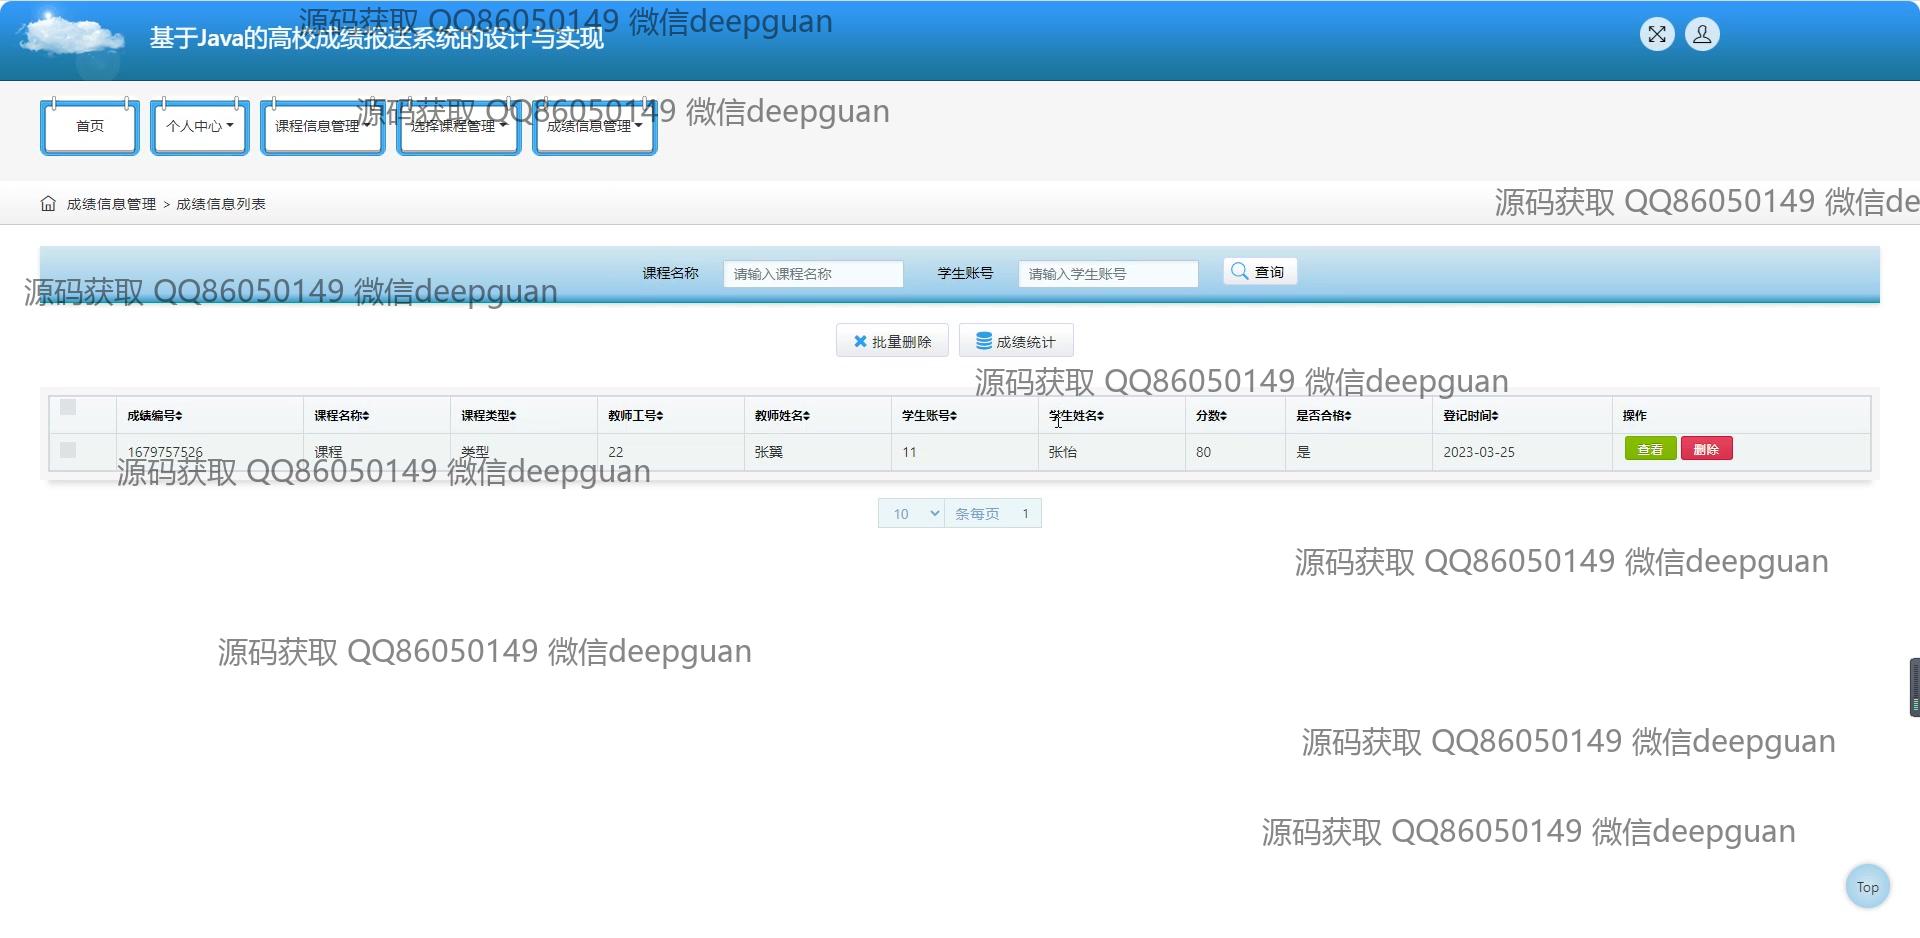 源码获取 QQ86050149 微信deepguan
基于Java的高校成绩报送系统的设计与实现
首页 个人中心 课程信息管理 选择课程管理 成绩信息管理
源码获取 QQ86050149 微信deepguan
成绩信息管理 > 成绩信息列表
源码获取 QQ86050149 微信de
课程名称 请输入课程名称 学生账号 请输入学生账号 查询
源码获取 QQ86050149 微信deepguan
批量删除 成绩统计
源码获取 QQ86050149 微信deepguan
成绩编号 课程名称 课程类型 教师工号 教师姓名 学生账号 学生姓名 分数 是否合格 登记时间 操作
1679757526 课程 类型 22 张翼 11 张怡 80 是 2023-03-25 查看 删除
源码获取 QQ86050149 微信deepguan
10 条每页 1
源码获取 QQ86050149 微信deepguan
源码获取 QQ86050149 微信deepguan
源码获取 QQ86050149 微信deepguan
源码获取 QQ86050149 微信deepguan
Top